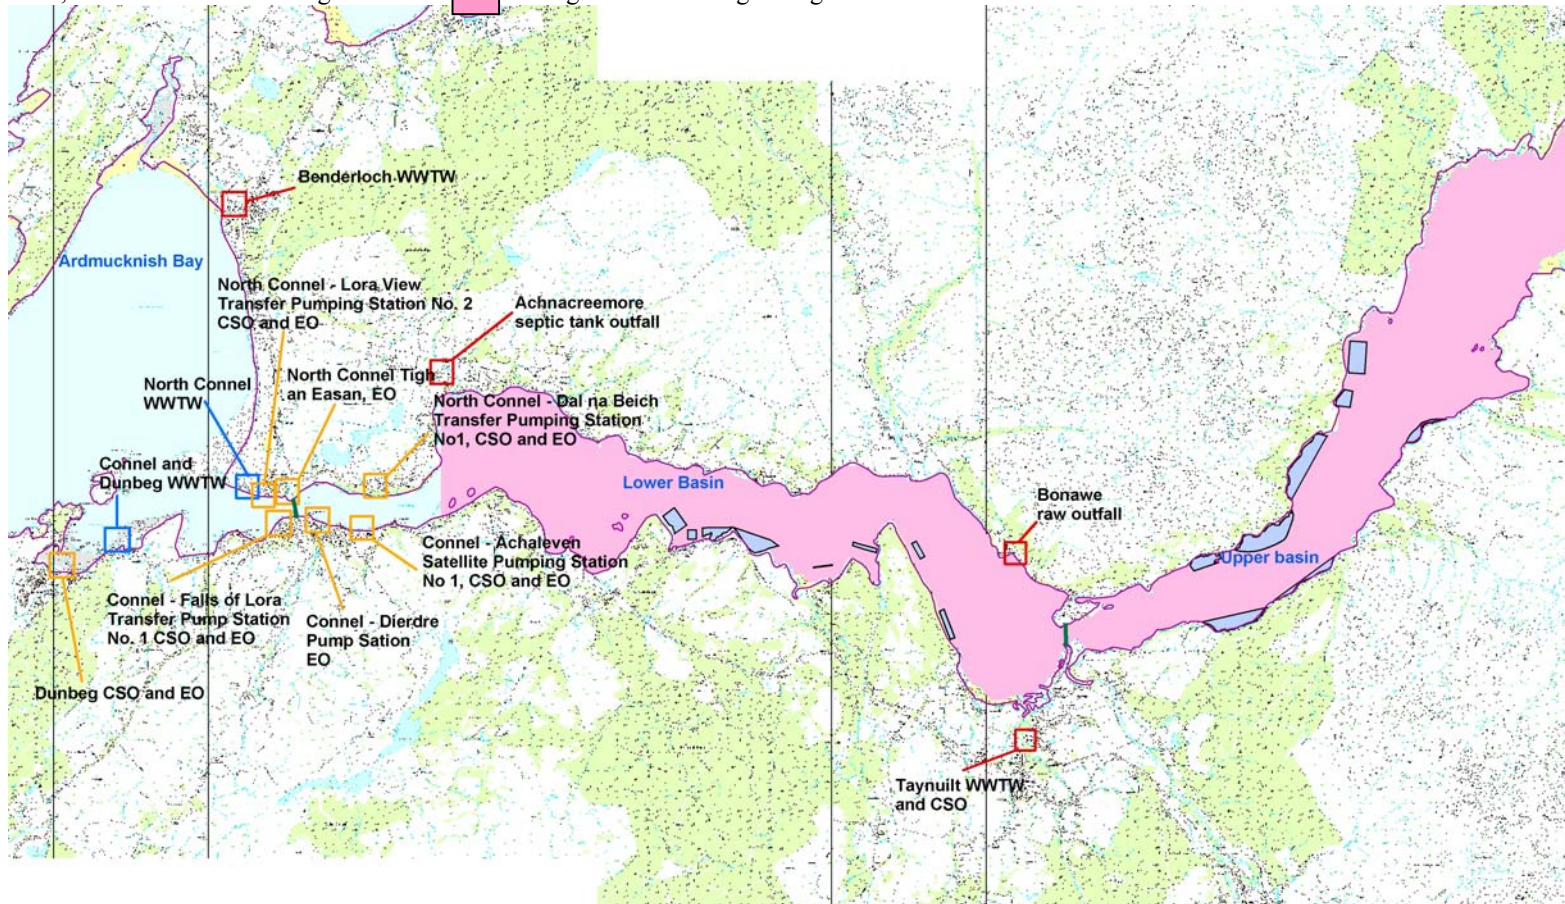 Benderloch WWTW
Ardmucknish Bay
North Connel - Lora View
Transfer Pumping Station No. 2
CSO and EO
Achnacreemore
septic tank outfall
North Connel
WWTW
North Connel Tigh
an Easan, EO
North Connel - Dal na Beich
Transfer Pumping Station
No1, CSO and EO
Connel and
Dunbeg WWTW
Lower Basin
Bonawe
raw outfall
Upper basin
Connel - Achaleven
Satellite Pumping Station
No 1, CSO and EO
Connel - Falls of Lora
Transfer Pump Station
No. 1 CSO and EO
Connel - Dierdre
Pump Sation
EO
Dunbeg CSO and EO
Taynuilt WWTW
and CSO